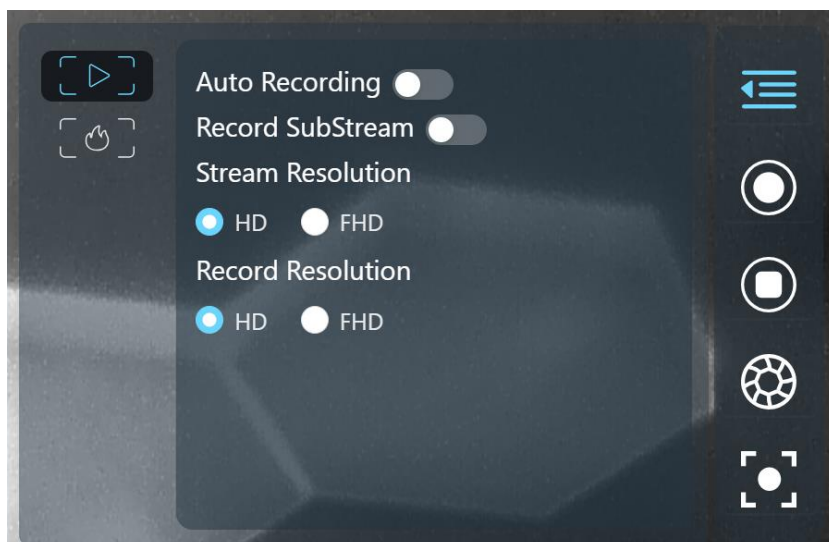 Auto Recording
Record SubStream
Stream Resolution
HD FHD
Record Resolution
HD FHD